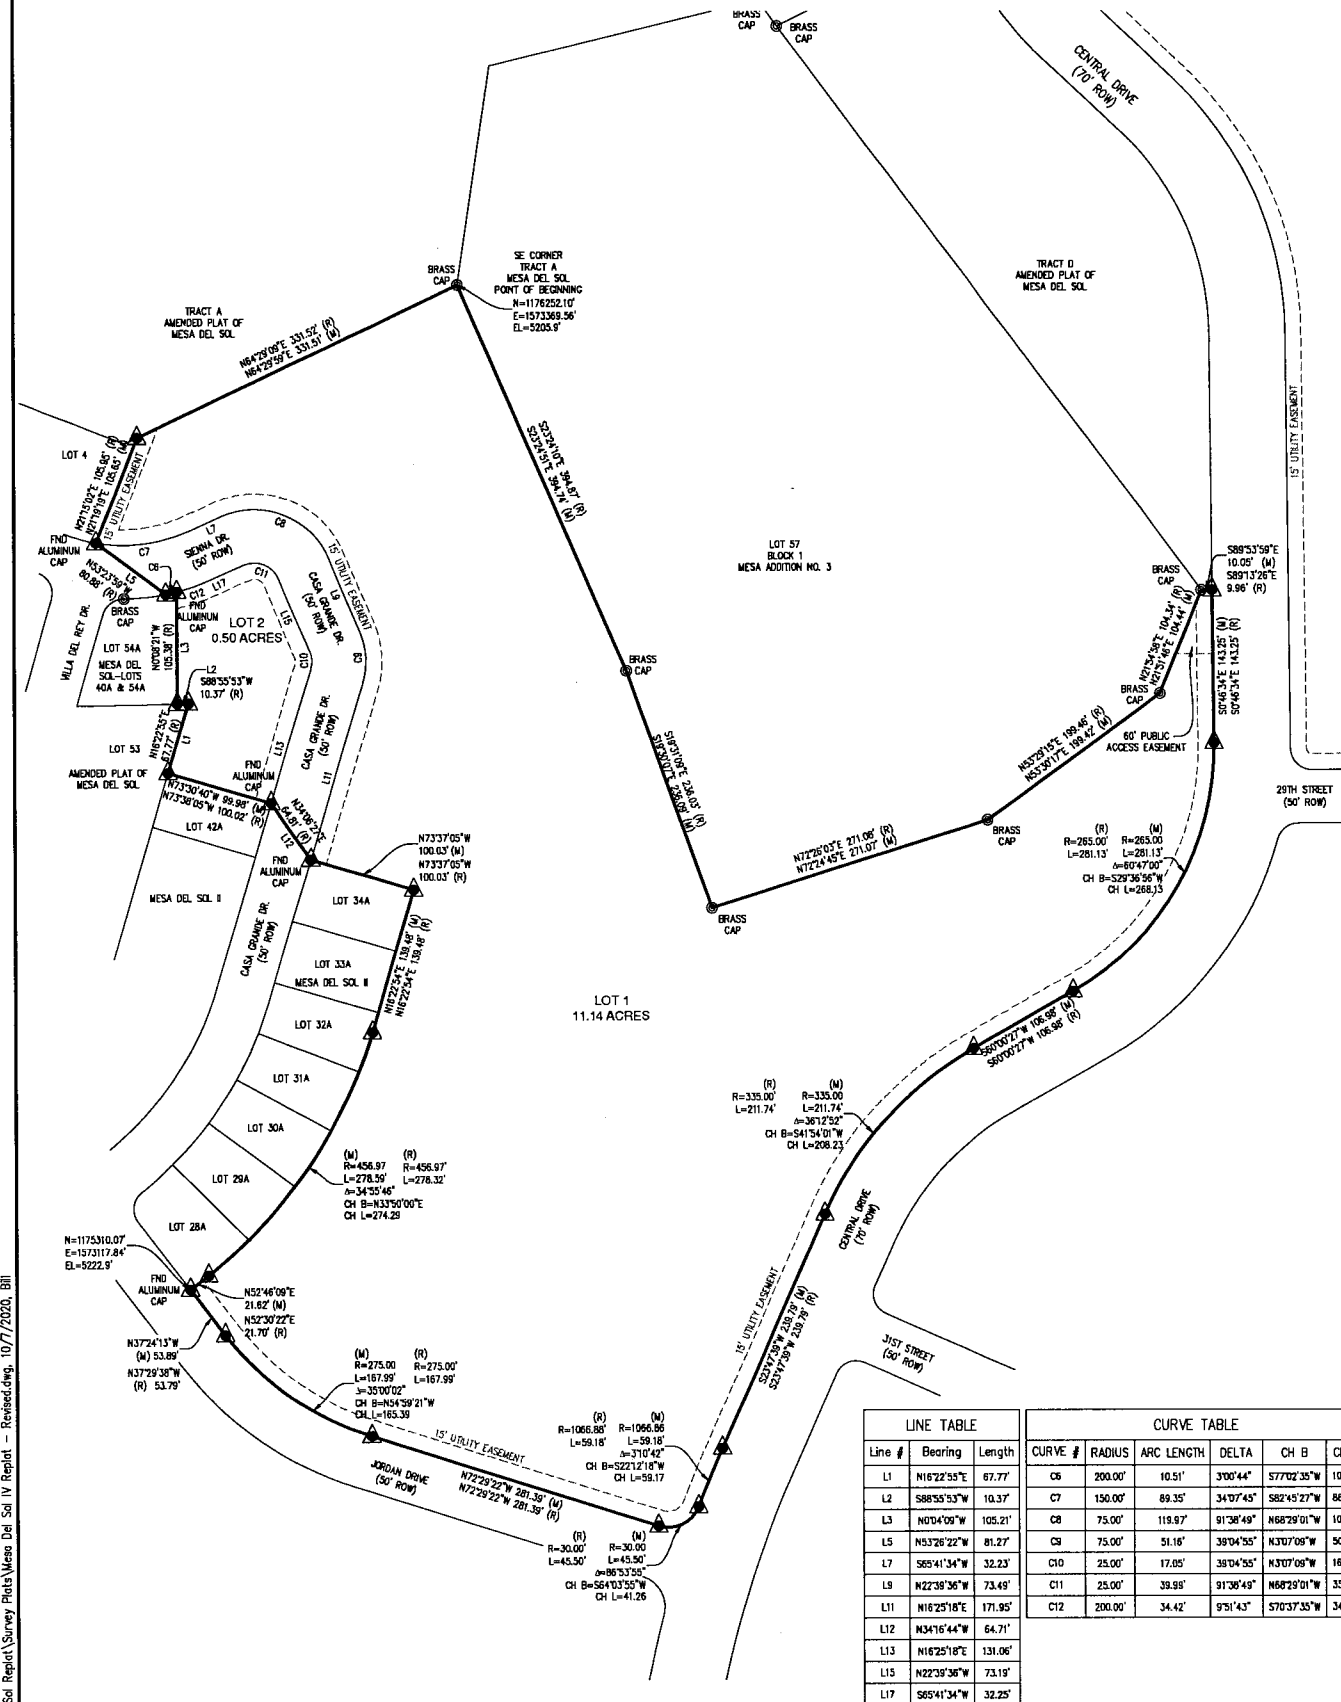 BRASS
CAP
BRASS
CAP
CENTRAL DRIVE
(70' ROW)
SE CORNER
TRACT A
MESA DEL SOL
POINT OF BEGINNING
N=1176252.10'
E=1573369.56'
EL=5205.9'
BRASS
CAP
TRACT D
AMENDED PLAT OF
MESA DEL SOL
TRACT A
AMENDED PLAT OF
MESA DEL SOL
N64°29'09"E 331.52' (R)
N64°29'59"E 331.51' (M)
15' UTILITY EASEMENT
LOT 4
N21°15'02"E 105.95' (R)
N21°19'19"E 105.65' (M)
15' UTILITY EASEMENT
S23°24'10"E 394.87' (R)
S23°24'51"E 394.74' (M)
FND
ALUMINUM
CAP
C7
L7
C8
SIENNA DR.
(50' ROW)
15' UTILITY EASEMENT
LOT 57
BLOCK 1
MESA ADDITION NO. 3
N53°23'59"W
80.88' (R)
L5
C6
C12
L17
C11
CASA GRANDE DR.
(50' ROW)
L9
BRASS
CAP
FND
ALUMINUM
CAP
L15
C9
C10
BRASS
CAP
S89°53'59"E
10.05' (M)
S89°13'26"E
9.96' (R)
VILLA DEL REY DR.
LOT 54A
MESA DEL
SOL-LOTS
40A & 54A
N0°08'21"W
105.38' (R)
L3
LOT 2
0.50 ACRES
L2
S88°55'53"W
10.37' (R)
N21°54'58"E 104.34' (R)
N21°51'46"E 104.44' (M)
S0°46'34"E 143.25' (M)
S0°46'34"E 143.25' (R)
BRASS
CAP
BRASS
CAP
60' PUBLIC
ACCESS EASEMENT
LOT 53
AMENDED PLAT OF
MESA DEL SOL
N16°22'55"E
67.77' (R)
L1
L13
CASA GRANDE DR.
(50' ROW)
L11
FND
ALUMINUM
CAP
N73°30'40"W 99.98' (M)
N73°38'05"W 100.02' (R)
N34°06'27"E
64.81' (R)
L12
S19°31'09"E 236.03' (R)
S19°30'07"E 236.09' (M)
N53°29'15"E 199.46' (R)
N53°30'17"E 199.42' (M)
29TH STREET
(50' ROW)
LOT 42A
FND
ALUMINUM
CAP
N73°37'05"W
100.03' (M)
N73°37'05"W
100.03' (R)
N72°26'03"E 271.06' (R)
N72°24'45"E 271.07' (M)
BRASS
CAP
(R) (M)
R=265.00' R=265.00
L=281.13' L=281.13'
Δ=60°47'00"
CH B=S29°36'56"W
CH L=268.13
MESA DEL SOL II
LOT 34A
BRASS
CAP
CASA GRANDE DR.
(50' ROW)
N16°22'54"E 139.48' (M)
N16°22'54"E 139.48' (R)
LOT 33A
MESA DEL SOL II
LOT 32A
LOT 1
11.14 ACRES
S60°00'27"W 106.98' (M)
S60°00'27"W 106.98' (R)
LOT 31A
LOT 30A
(R) (M)
R=335.00' R=335.00
L=211.74' L=211.74'
Δ=36°12'52"
CH B=S41°54'01"W
CH L=208.23
LOT 29A
(M) (R)
R=456.97 R=456.97'
L=278.59' L=278.32'
Δ=34°55'46"
CH B=N33°50'00"E
CH L=274.29
LOT 28A
CENTRAL DRIVE
(70' ROW)
N=1175310.07'
E=1573117.84'
EL=5222.9'
FND
ALUMINUM
CAP
N52°46'09"E
21.62' (M)
N52°30'22"E
21.70' (R)
15' UTILITY EASEMENT
S23°47'39"W 239.79' (M)
S23°47'39"W 239.79' (R)
N37°24'13"W
(M) 53.89'
N37°29'38"W
(R) 53.79'
31ST STREET
(50' ROW)
(M) (R)
R=275.00 R=275.00'
L=167.99' L=167.99'
Δ=35°00'02"
CH B=N54°59'21"W
CH L=165.39
15' UTILITY EASEMENT
(R) (M)
R=1066.88' R=1066.86
L=59.18' L=59.18'
Δ=3°10'42"
CH B=S22°12'18"W
CH L=59.17
JORDAN DRIVE
(50' ROW)
N72°29'22"W 281.39' (M)
N72°29'22"W 281.39' (R)
(R) (M)
R=30.00' R=30.00
L=45.50' L=45.50'
Δ=86°53'55"
CH B=S64°03'55"W
CH L=41.26
LINE TABLE
Line # Bearing Length
L1 N16°22'55"E 67.77'
L2 S88°55'53"W 10.37'
L3 N0°04'09"W 105.21'
L5 N53°26'22"W 81.27'
L7 S65°41'34"W 32.23'
L9 N22°39'36"W 73.49'
L11 N16°25'18"E 171.95'
L12 N34°16'44"W 64.71'
L13 N16°25'18"E 131.06'
L15 N22°39'36"W 73.19'
L17 S65°41'34"W 32.25'
CURVE TABLE
CURVE # RADIUS ARC LENGTH DELTA CH B
C6 200.00' 10.51' 3°00'44" S77°02'35"W
C7 150.00' 89.35' 34°07'45" S82°45'27"W
C8 75.00' 119.97' 91°38'49" N68°29'01"W
C9 75.00' 51.16' 39°04'55" N3°07'09"W
C10 25.00' 17.05' 39°04'55" N3°07'09"W
C11 25.00' 39.99' 91°38'49" N68°29'01"W
C12 200.00' 34.42' 9°51'43" S70°37'35"W
Sol Replat\Survey Plats\Mesa Del Sol IV Replat - Revised.dwg, 10/7/2020, Bill